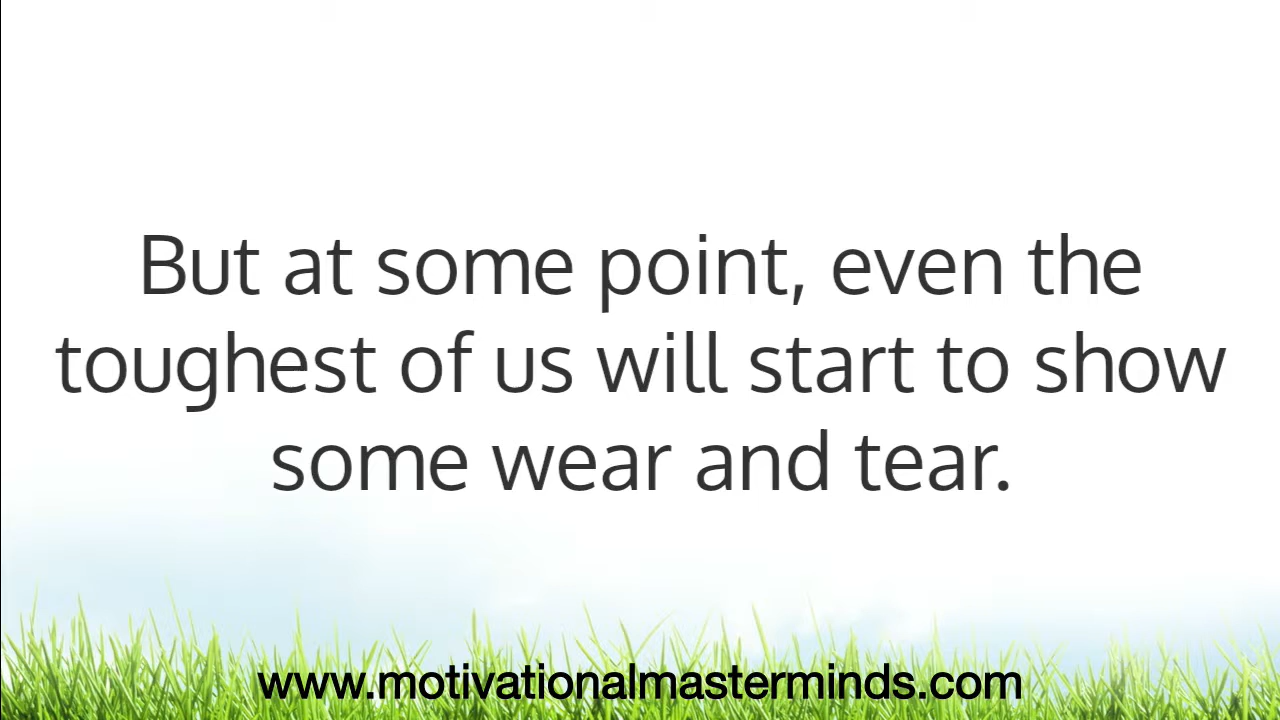 But at some point, even the
toughest of us will start to show
some wear and tear.
www.motivationalmasterminds.com